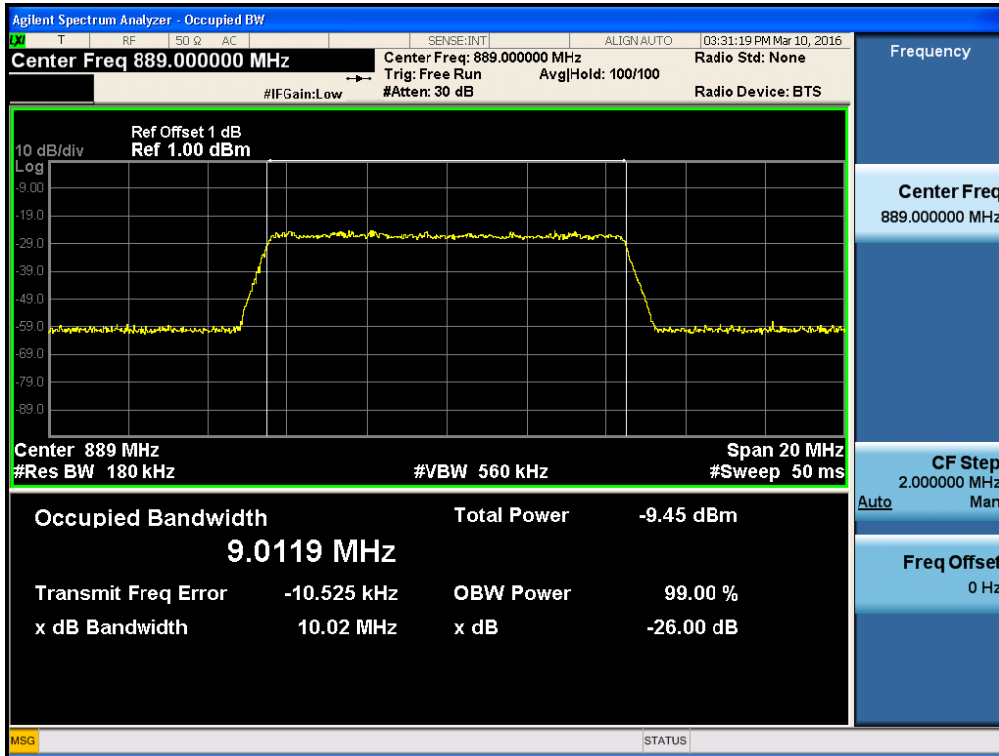 Agilent Spectrum Analyzer - Occupied BW
LXI T RF 50 Ω AC SENSE:INT ALIGN AUTO 03:31:19 PM Mar 10, 2016
Center Freq 889.000000 MHz
Center Freq: 889.000000 MHz Radio Std: None
Trig: Free Run Avg|Hold: 100/100
#IFGain:Low #Atten: 30 dB Radio Device: BTS
Ref Offset 1 dB
10 dB/div Ref 1.00 dBm
Log
-9.00
-19.0
-29.0
-39.0
-49.0
-59.0
-69.0
-79.0
-89.0
Center 889 MHz Span 20 MHz
#Res BW 180 kHz #VBW 560 kHz #Sweep 50 ms
Occupied Bandwidth Total Power -9.45 dBm
9.0119 MHz
Transmit Freq Error -10.525 kHz OBW Power 99.00 %
x dB Bandwidth 10.02 MHz x dB -26.00 dB
MSG STATUS
Frequency
Center Freq
889.000000 MHz
CF Step
2.000000 MHz
Auto Man
Freq Offset
0 Hz